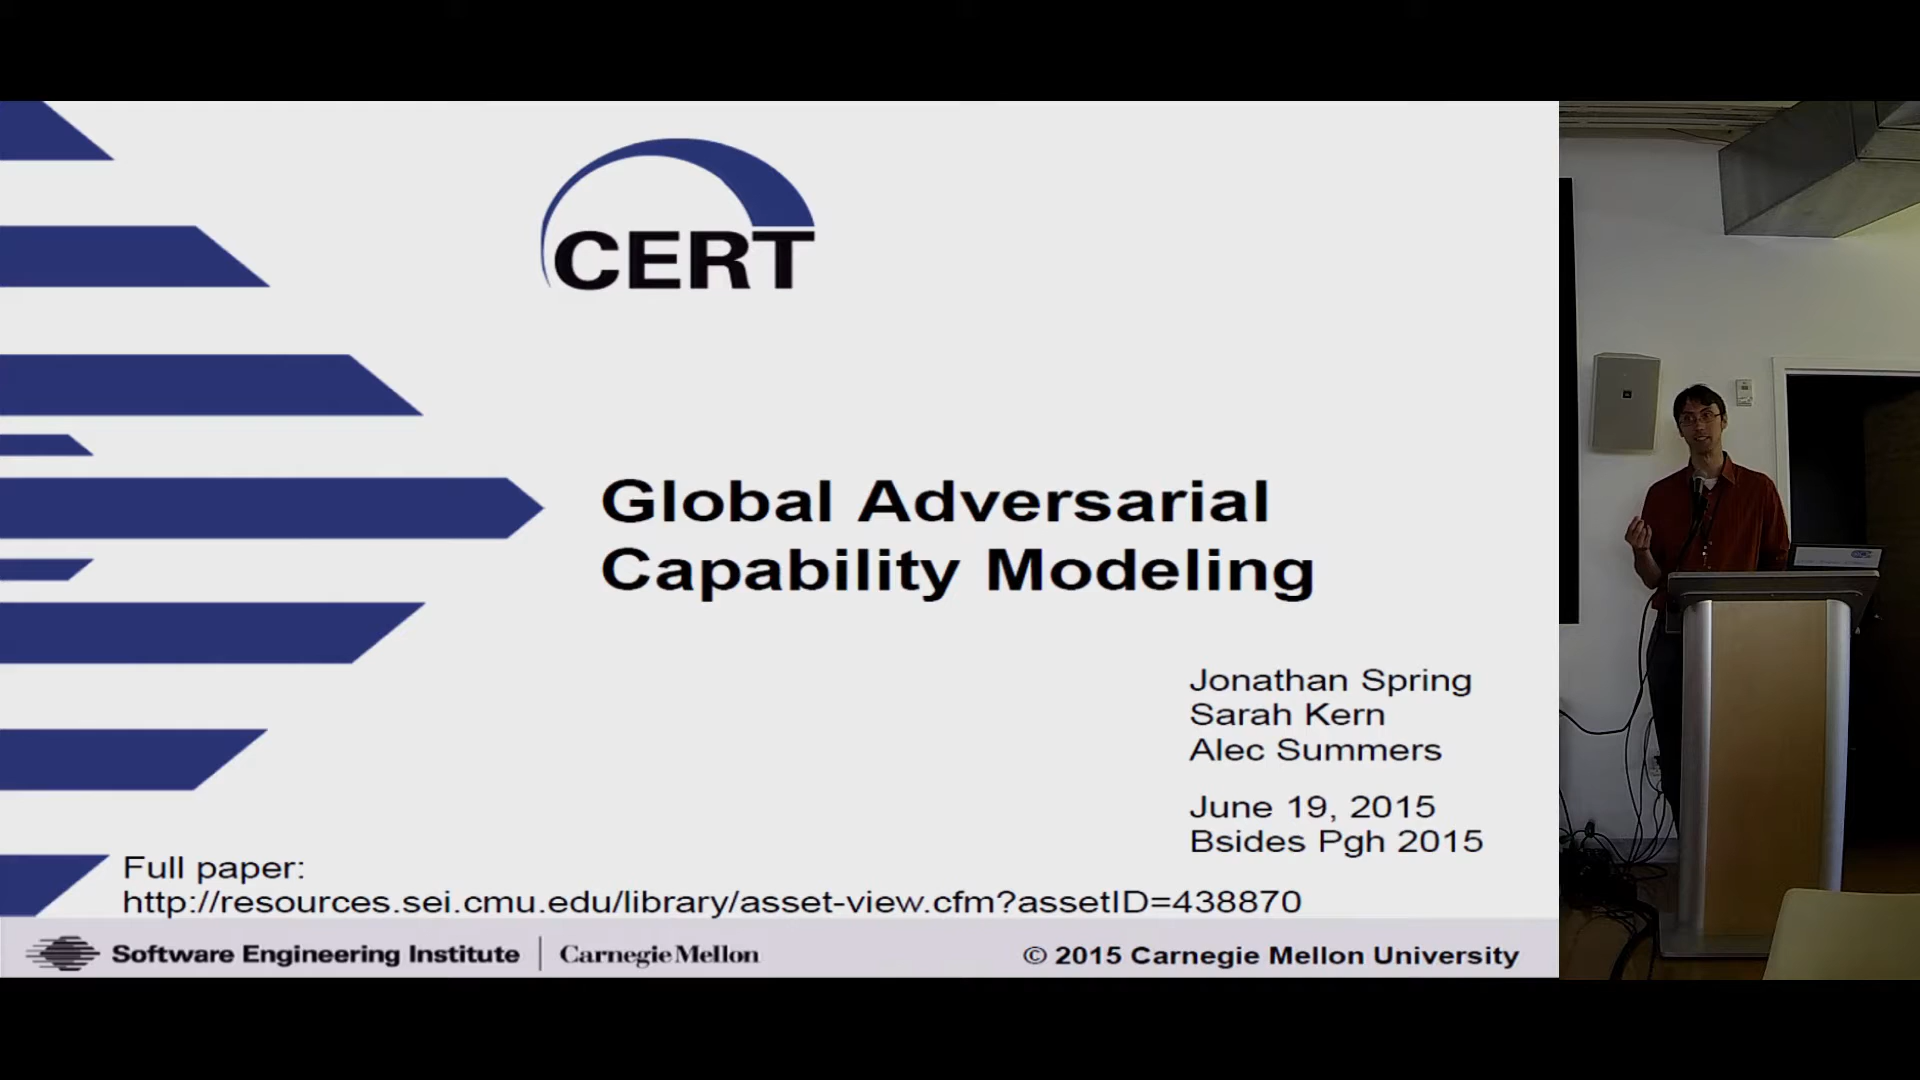 CERT
Global Adversarial
Capability Modeling
Jonathan Spring
Sarah Kern
Alec Summers
June 19, 2015
Bsides Pgh 2015
Full paper:
http://resources.sei.cmu.edu/library/asset-view.cfm?assetID=438870
Software Engineering Institute
Carnegie Mellon
© 2015 Carnegie Mellon University